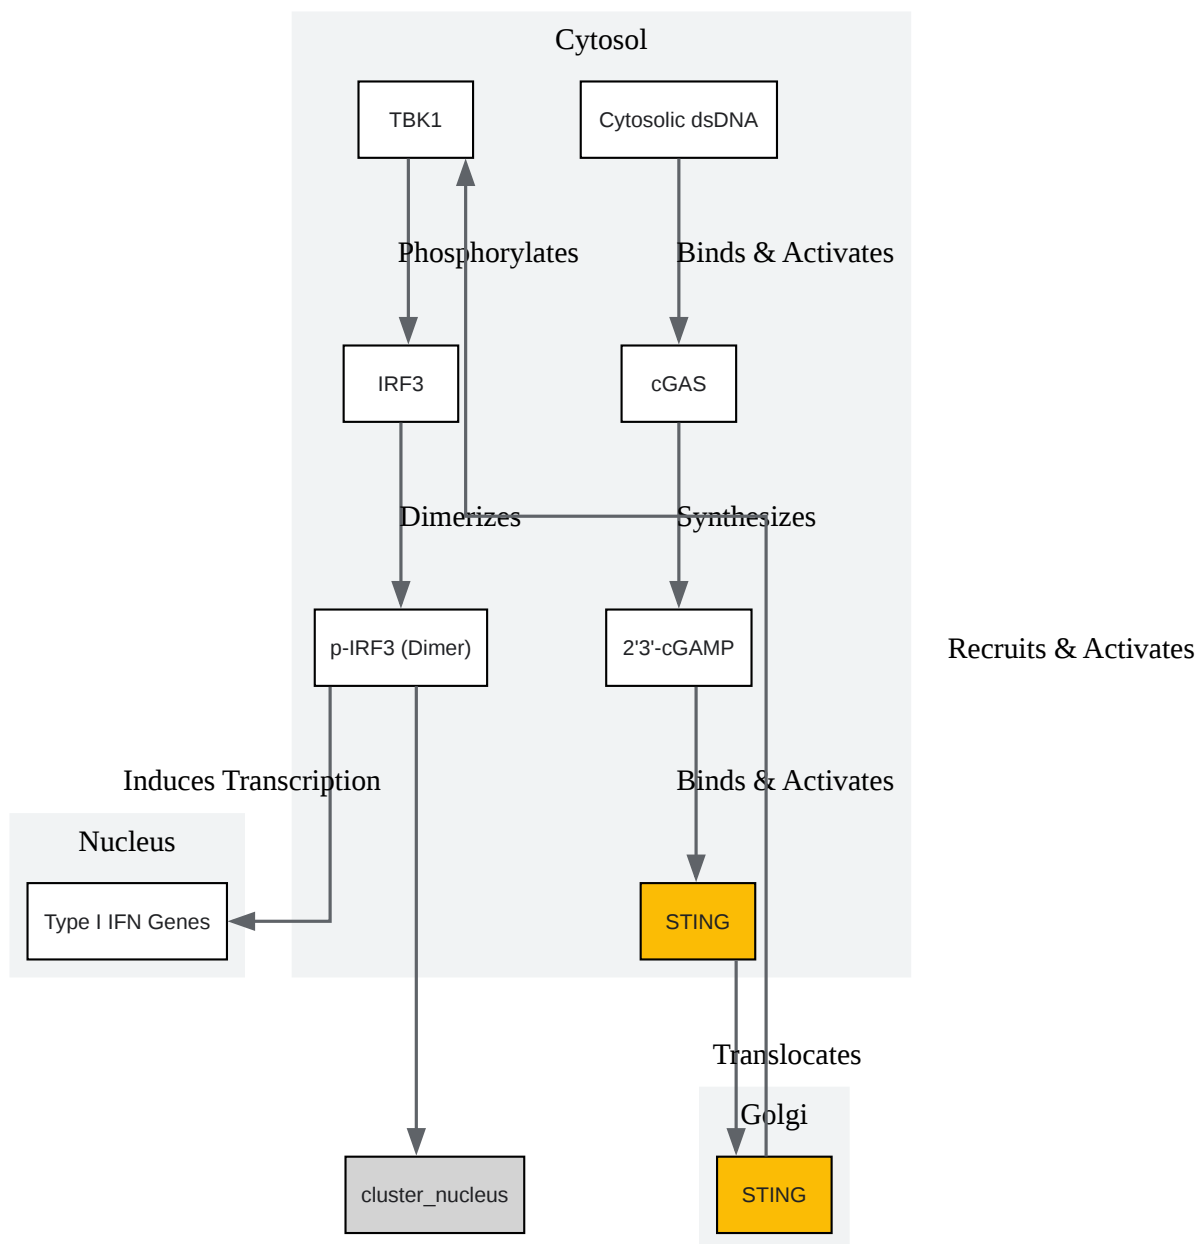 Cytosol
TBK1
Cytosolic dsDNA
Phosphorylates
Binds & Activates
IRF3
cGAS
Dimerizes
Synthesizes
p-IRF3 (Dimer)
2'3'-cGAMP
Recruits & Activates
Induces Transcription
Binds & Activates
Nucleus
Type I IFN Genes
STING
Translocates
Golgi
cluster_nucleus
STING